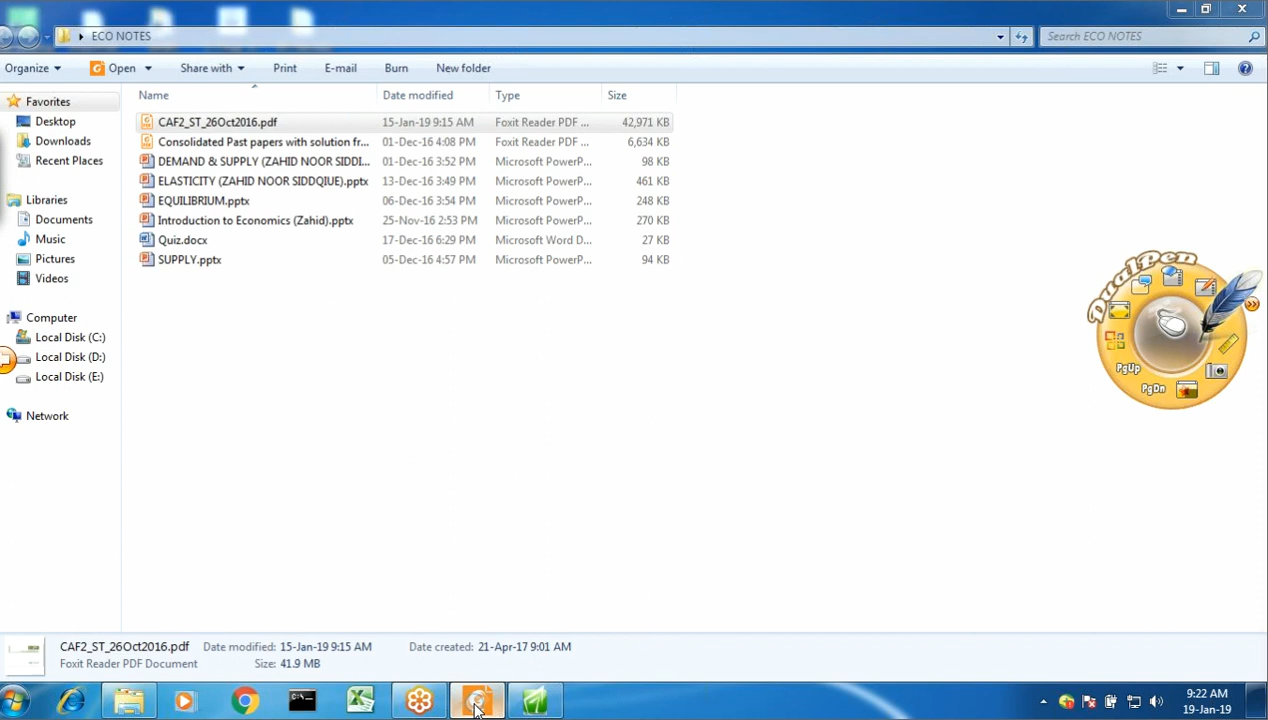 ECO NOTES
Search ECO NOTES
Organize Open Share with Print E-mail Burn New folder
Name Date modified Type Size
Favorites
Desktop
Downloads
Recent Places
Libraries
Documents
Music
Pictures
Videos
Computer
Local Disk (C:)
Local Disk (D:)
Local Disk (E:)
Network
CAF2_ST_26Oct2016.pdf 15-Jan-19 9:15 AM Foxit Reader PDF ... 42,971 KB
Consolidated Past papers with solution fr... 01-Dec-16 4:08 PM Foxit Reader PDF ... 6,634 KB
DEMAND & SUPPLY (ZAHID NOOR SIDDI... 01-Dec-16 3:52 PM Microsoft PowerP... 98 KB
ELASTICITY (ZAHID NOOR SIDDQIUE).pptx 13-Dec-16 3:49 PM Microsoft PowerP... 461 KB
EQUILIBRIUM.pptx 06-Dec-16 3:54 PM Microsoft PowerP... 248 KB
Introduction to Economics (Zahid).pptx 25-Nov-16 2:53 PM Microsoft PowerP... 270 KB
Quiz.docx 17-Dec-16 6:29 PM Microsoft Word D... 27 KB
SUPPLY.pptx 05-Dec-16 4:57 PM Microsoft PowerP... 94 KB
DualPen
PgUp
PgDn
CAF2_ST_26Oct2016.pdf Date modified: 15-Jan-19 9:15 AM Date created: 21-Apr-17 9:01 AM
Foxit Reader PDF Document Size: 41.9 MB
9:22 AM
19-Jan-19